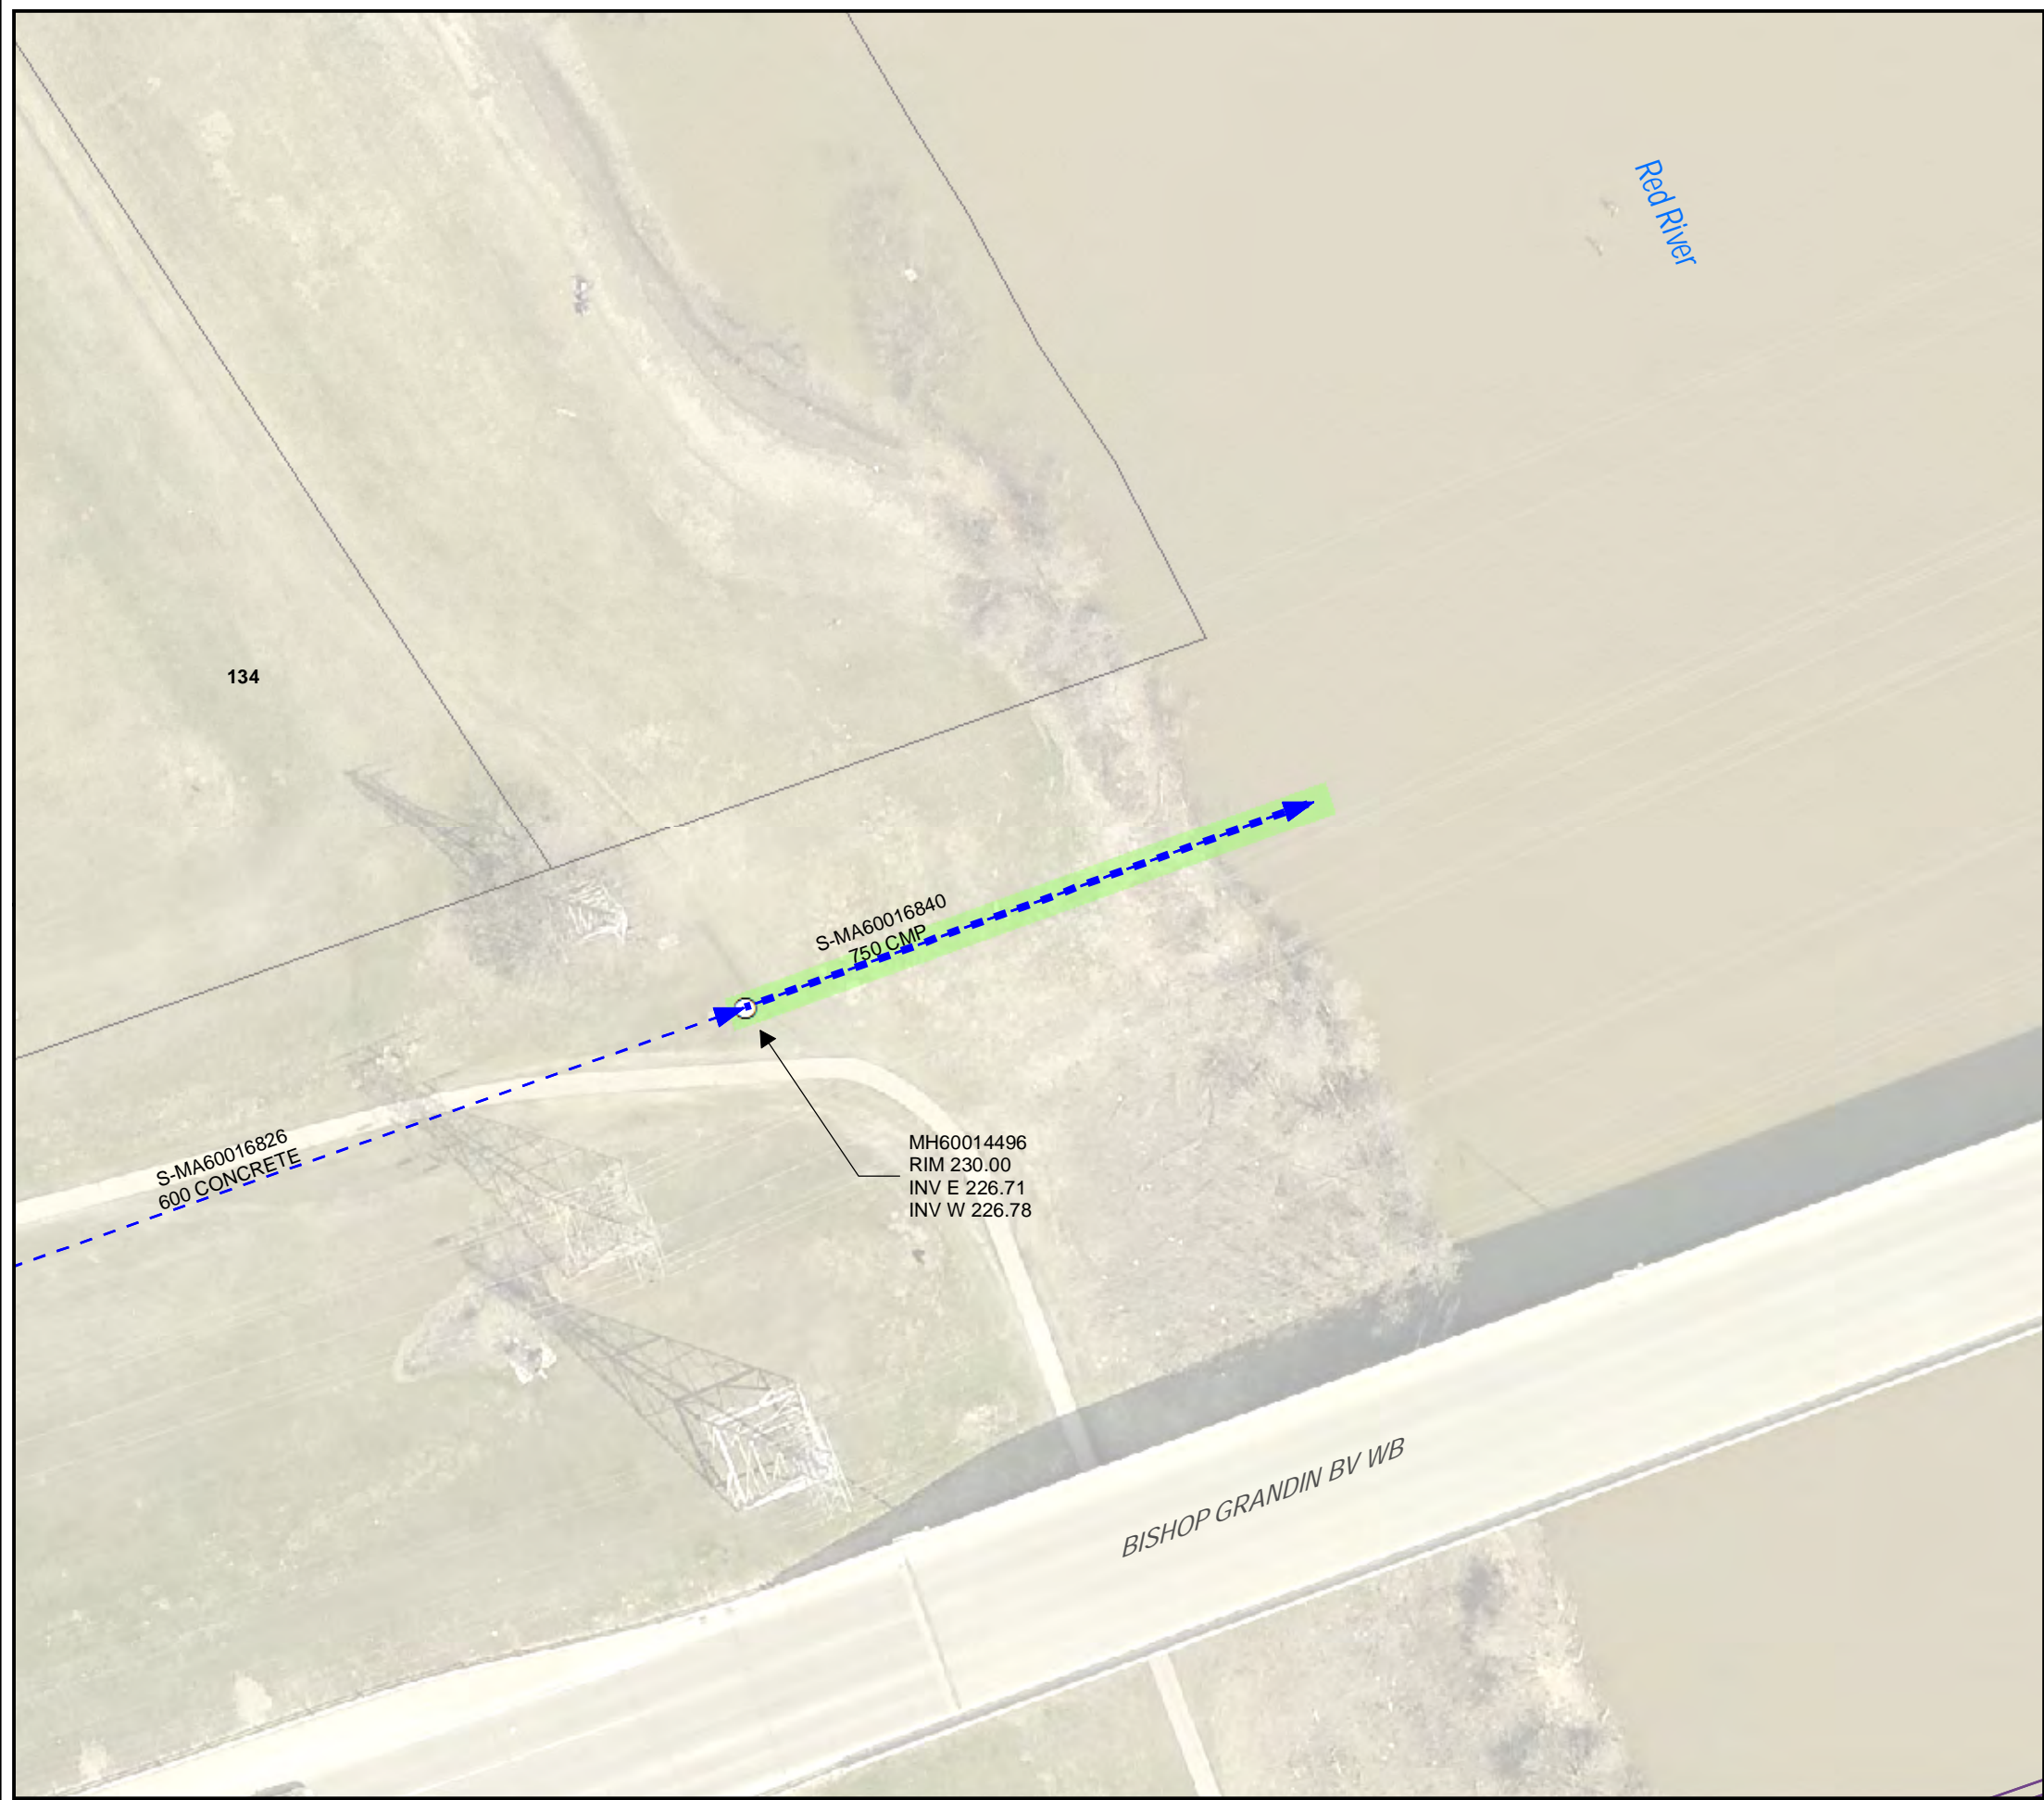 Red River
134
S-MA60016840
750 CMP
S-MA60016826
600 CONCRETE
MH60014496
RIM 230.00
INV E 226.71
INV W 226.78
BISHOP GRANDIN BV WB